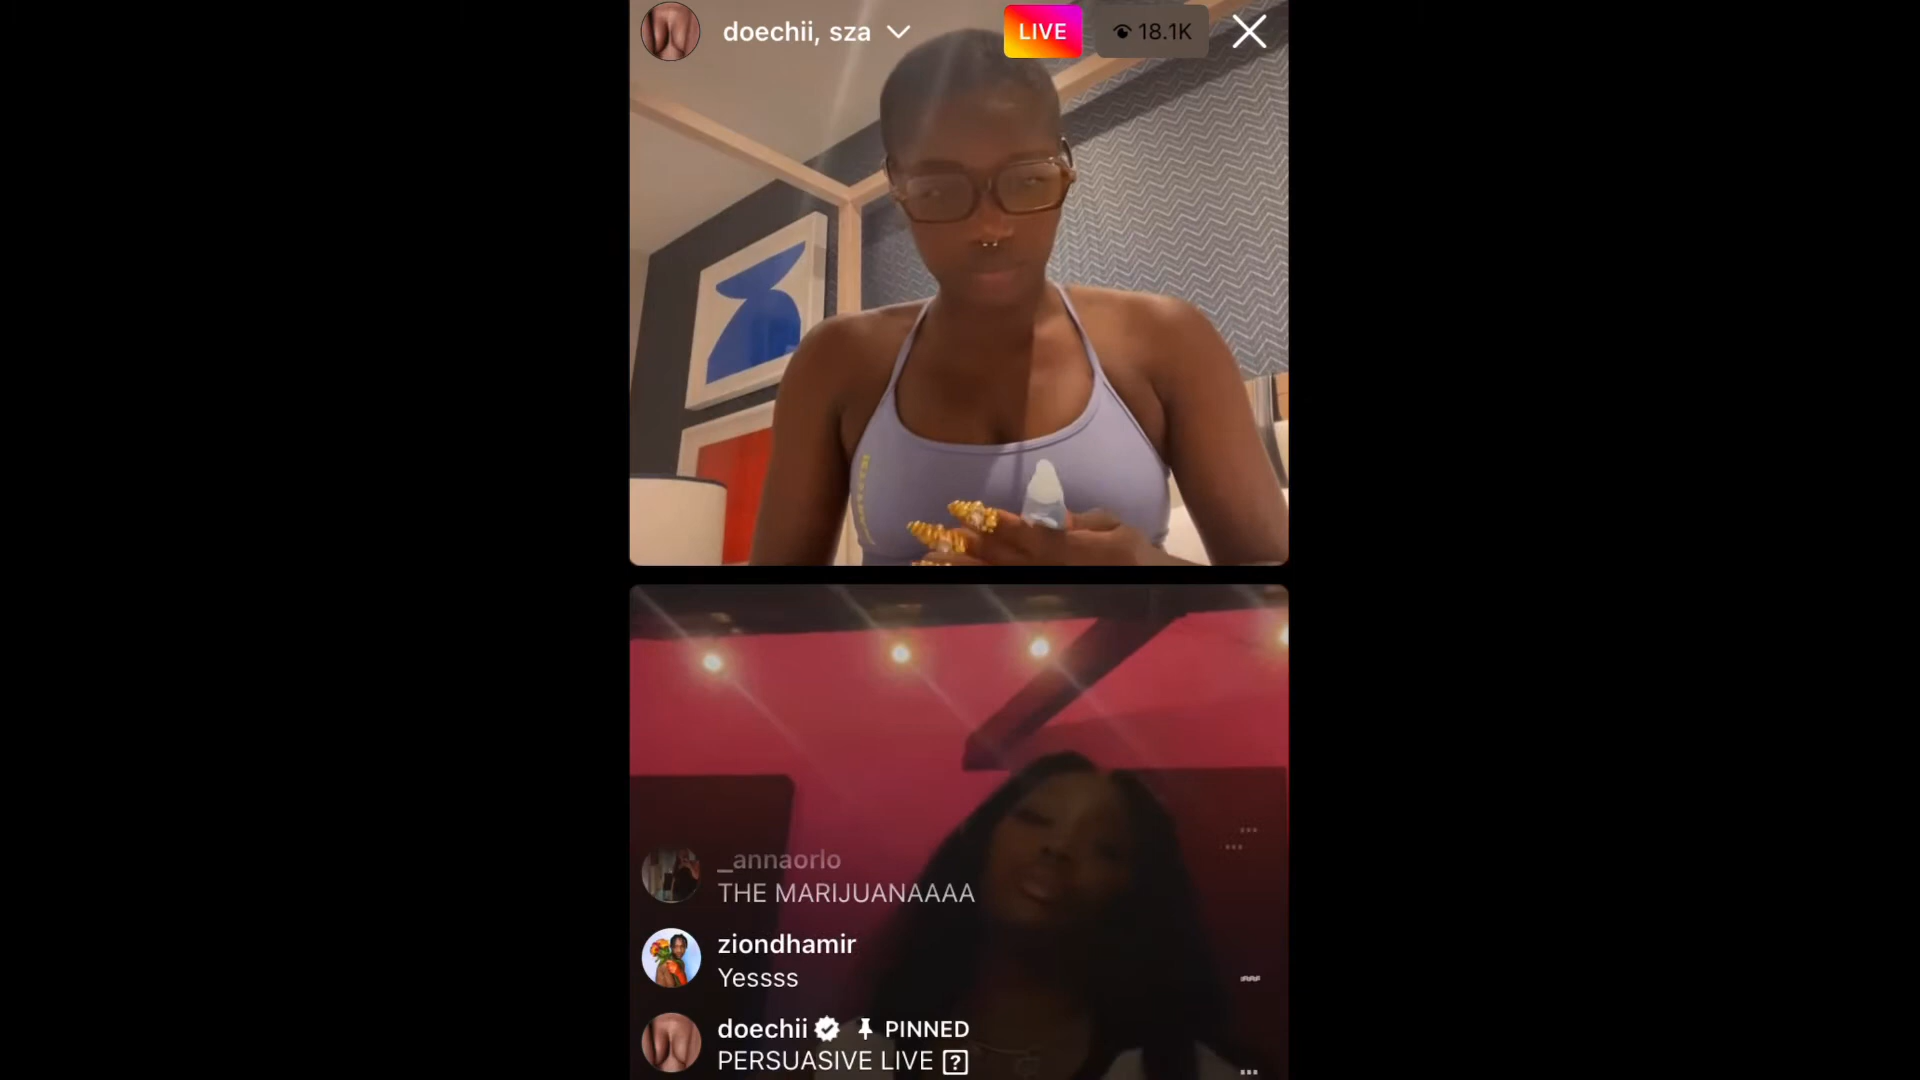 doechii, sza
LIVE
18.1K
_annaorlo
THE MARIJUANAAAA
ziondhamir
Yessss
doechii PINNED
PERSUASIVE LIVE